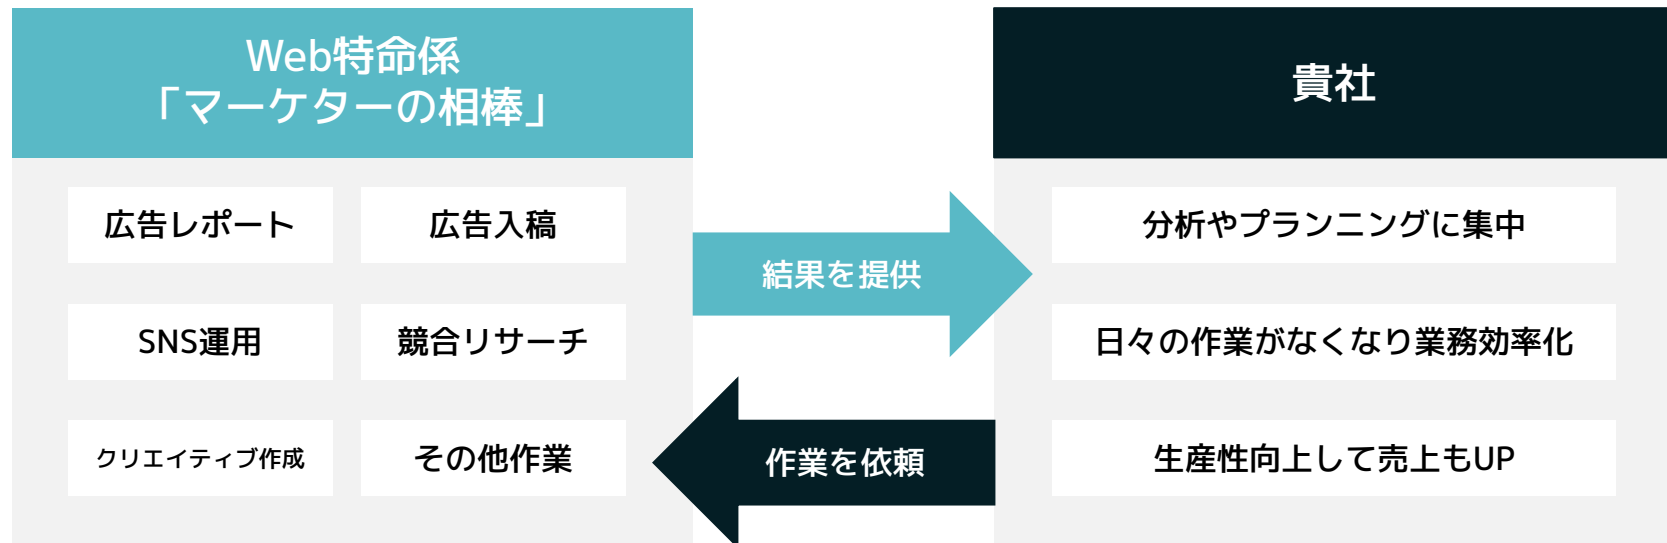 Web特命係
「マーケターの相棒」
広告レポート
広告入稿
SNS運用
競合リサーチ
クリエイティブ作成
その他作業
結果を提供
作業を依頼
貴社
分析やプランニングに集中
日々の作業がなくなり業務効率化
生産性向上して売上もUP